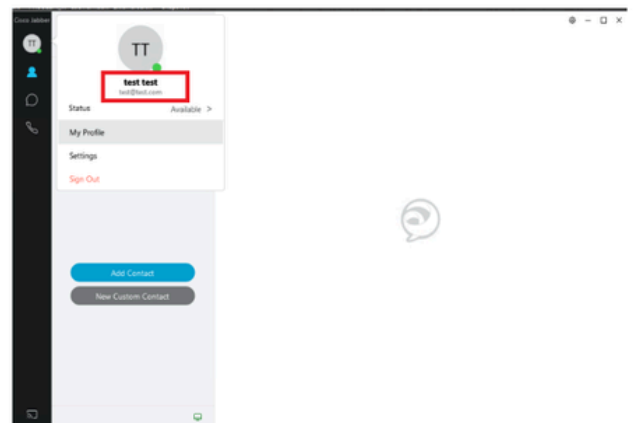 Cisco Jabber
TT
TT
test test
test@test.com
Status
Available >
My Profile
Settings
Sign Out
Add Contact
New Custom Contact